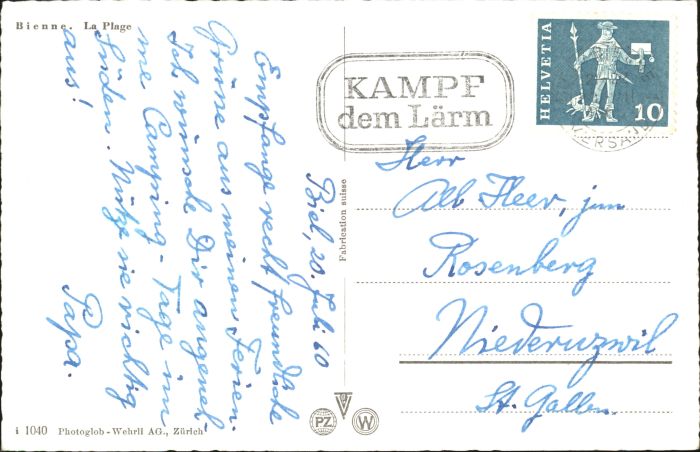 Bienne. La Plage
Biel, 20. Juli 60
Empfange recht freundliche
Grüsse aus meinen Ferien.
Ich wünsche Dir angeneh-
me Camping-Tage im
Süden. Nütze sie richtig
aus!
Papa.
i 1040 Photoglob-Wehrli AG., Zürich
Fabrication suisse
KAMPF
dem Lärm
HELVETIA
10
Herr
Alb Heer, jun
Rosenberg
Niederuzwil
St. Gallen.
PZ
W